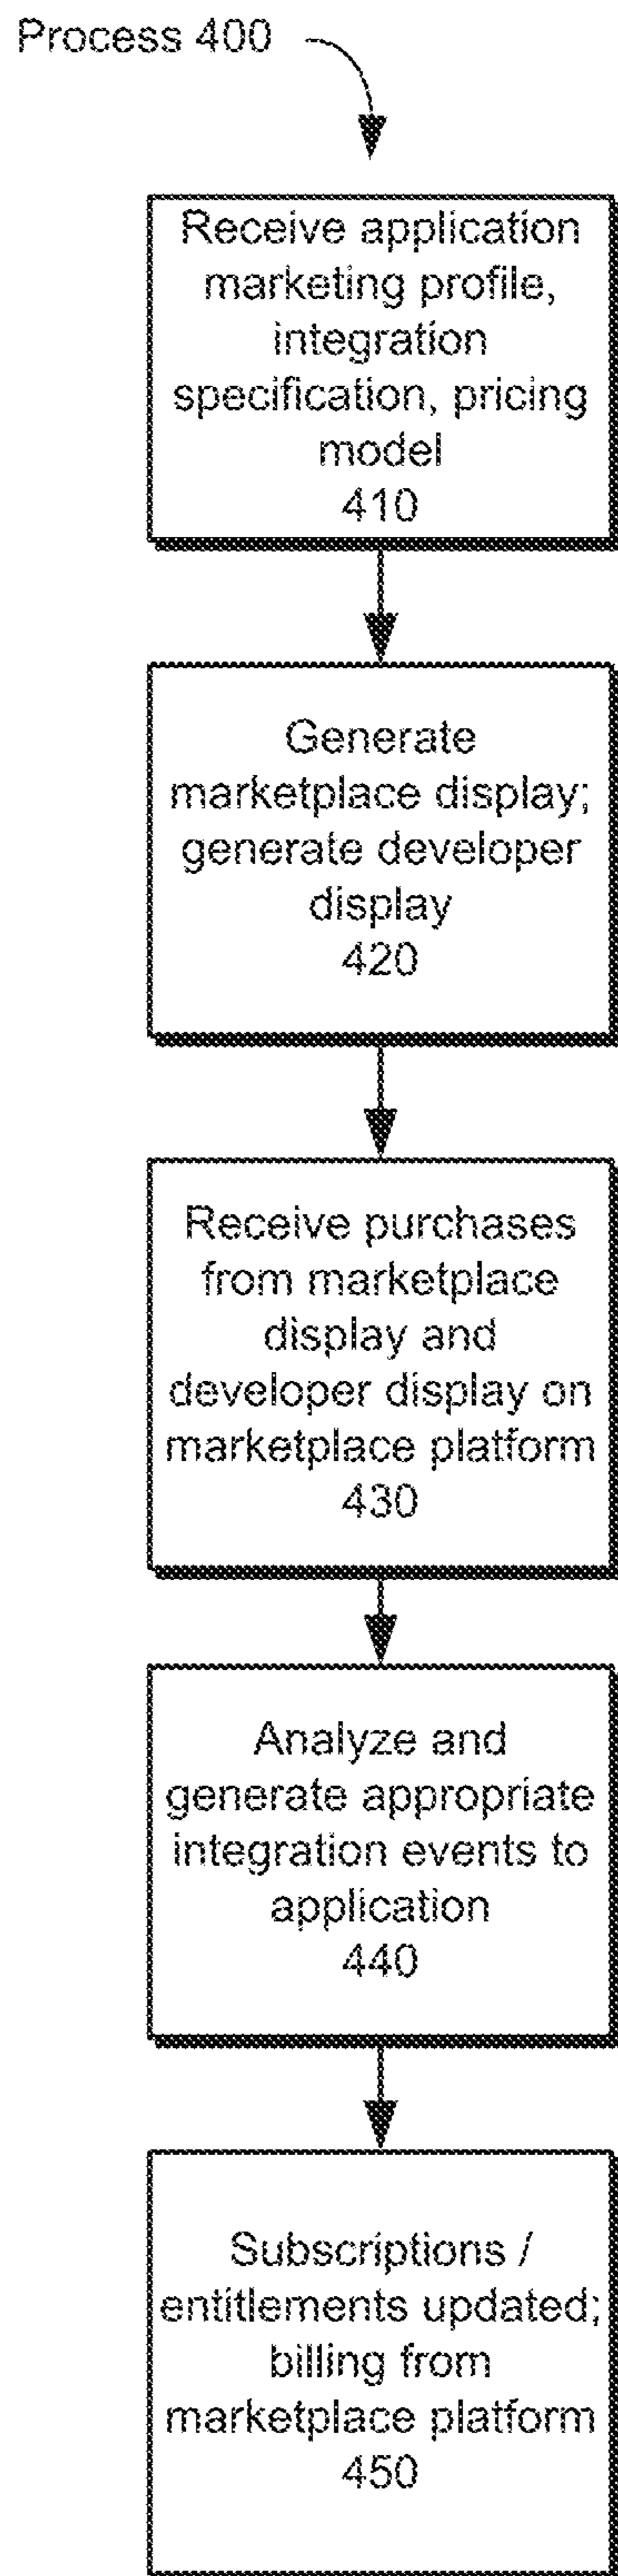 Process 400
Receive application
marketing profile,
integration
specification, pricing
model
410
Generate
marketplace display;
generate developer
display
420
Receive purchases
from marketplace
display and
developer display on
marketplace platform
430
Analyze and
generate appropriate
integration events to
application
440
Subscriptions /
entitlements updated;
billing from
marketplace platform
450